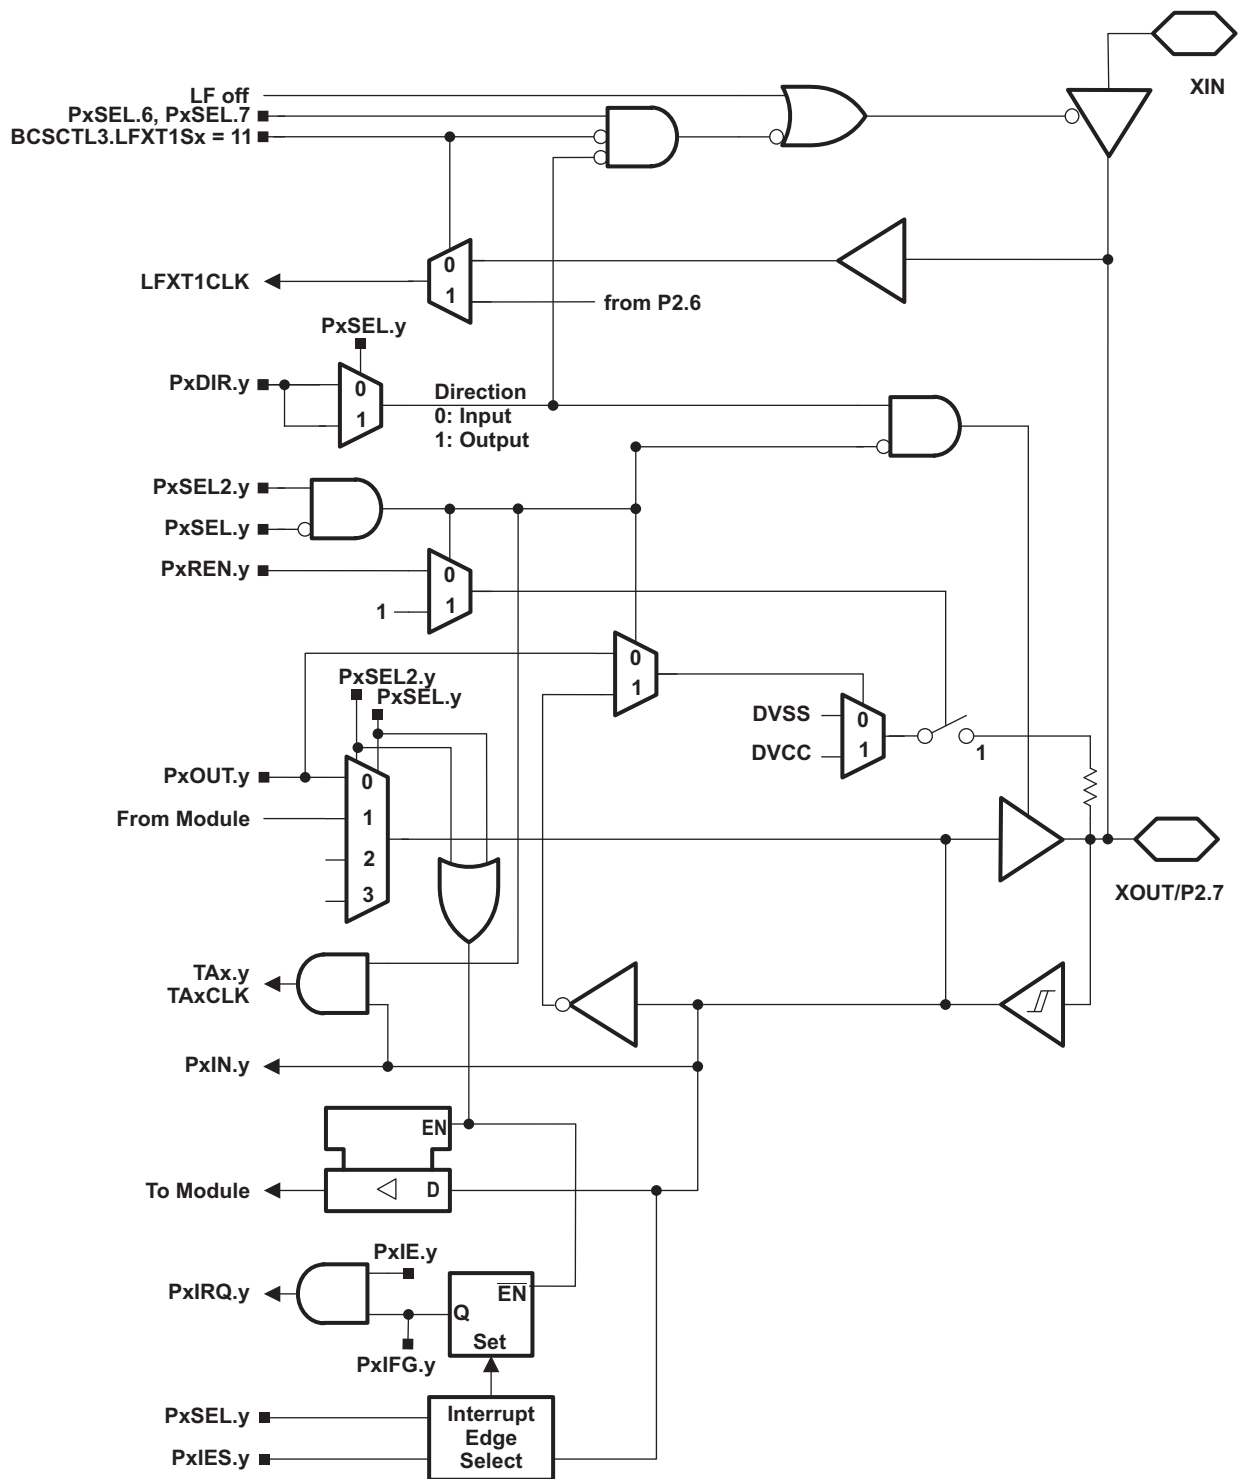 XIN
LF off
PxSEL.6, PxSEL.7
BCSCTL3.LFXT1Sx = 11
0
LFXT1CLK
1
from P2.6
PxSEL.y
PxDIR.y
0
1
Direction
0: Input
1: Output
PxSEL2.y
PxSEL.y
PxREN.y
0
1
1
0
1
PxSEL2.y
PxSEL.y
DVSS
0
DVCC
1
1
PxOUT.y
0
From Module
1
2
3
XOUT/P2.7
TAx.y
TAxCLK
PxIN.y
EN
To Module
D
PxIE.y
PxIRQ.y
EN
Q
Set
PxIFG.y
PxSEL.y
PxIES.y
Interrupt
Edge
Select